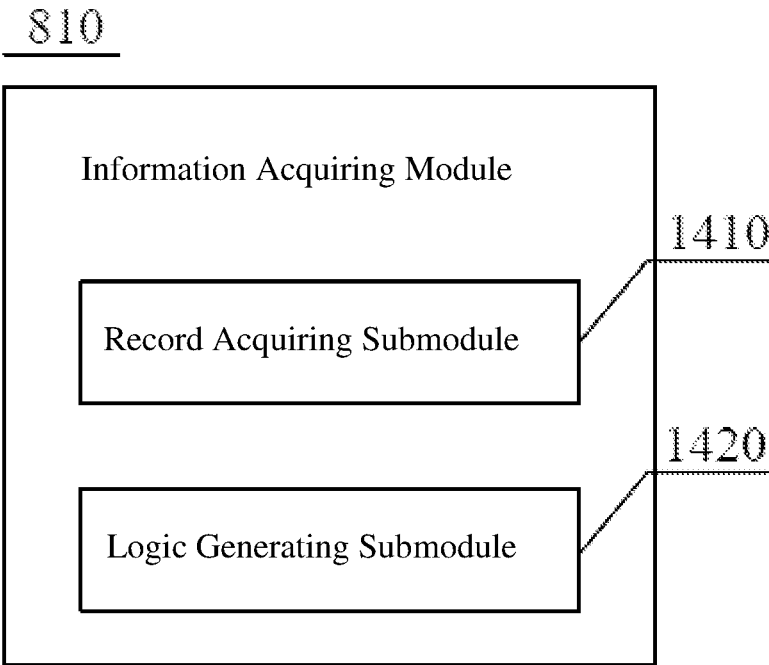 810
Information Acquiring Module
1410
Record Acquiring Submodule
1420
Logic Generating Submodule